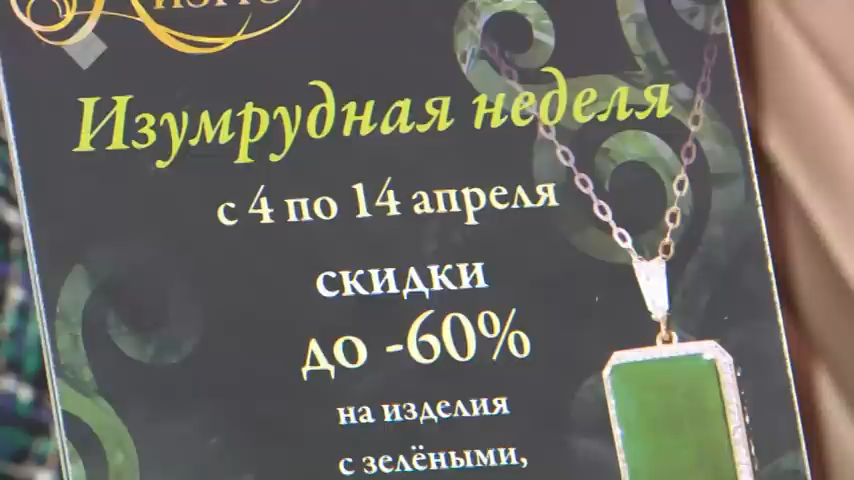 Изумрудная неделя
с 4 по 14 апреля
скидки
до -60%
на изделия
с зелёными,